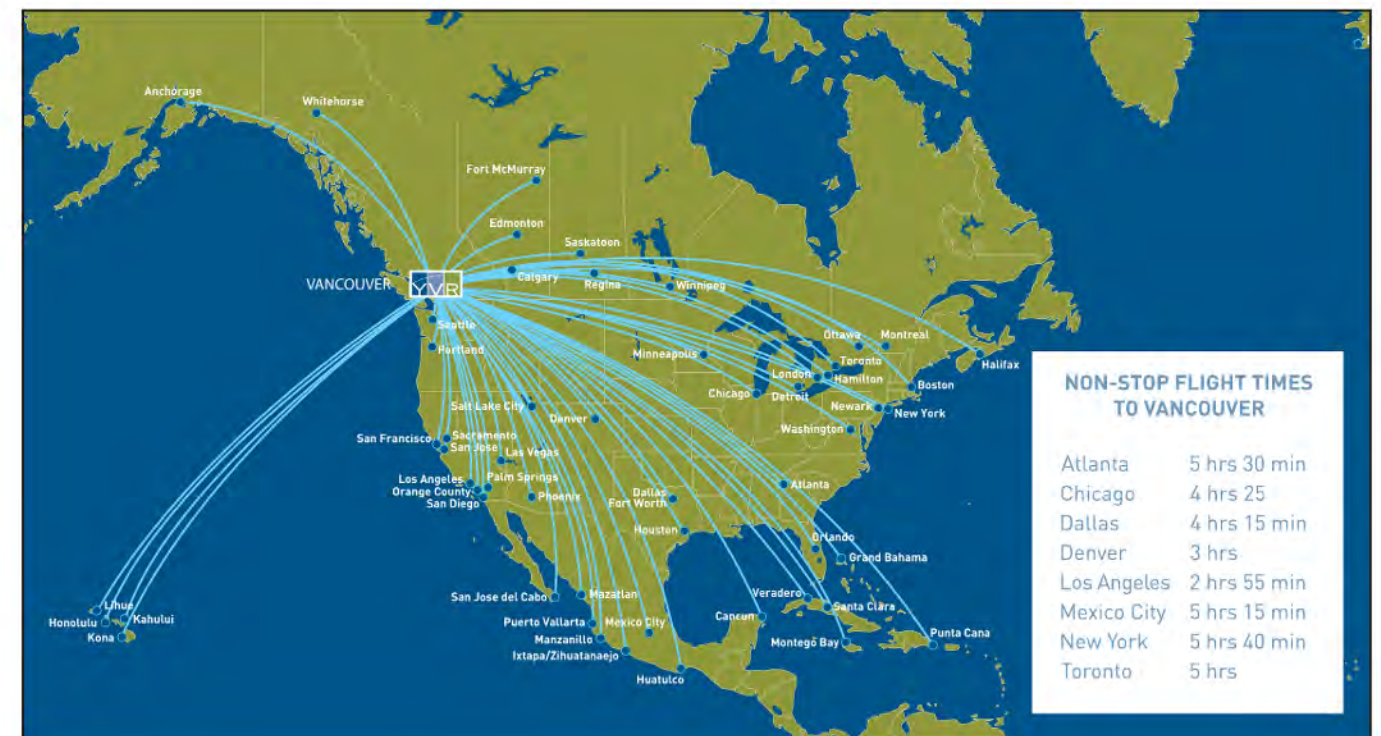 Anchorage
Whitehorse
Fort McMurray
Edmonton
Saskatoon
Calgary
Regina
Winnipeg
VANCOUVER
YVR
Seattle
Portland
Ottawa
Montreal
Minneapolis
Toronto
Halifax
London
Hamilton
Chicago
Detroit
Boston
Salt Lake City
Newark
New York
Denver
Washington
San Francisco
Sacramento
San Jose
Las Vegas
Los Angeles
Palm Springs
Orange County
San Diego
Phoenix
Dallas
Fort Worth
Atlanta
Houston
Orlando
Grand Bahama
San Jose del Cabo
Mazatlan
Veradero
Santa Clara
Lihue
Honolulu
Kahului
Kona
Puerto Vallarta
Mexico City
Cancun
Manzanillo
Montego Bay
Punta Cana
Ixtapa/Zihuatanaejo
Huatulco
NON-STOP FLIGHT TIMES
TO VANCOUVER
Atlanta 5 hrs 30 min
Chicago 4 hrs 25
Dallas 4 hrs 15 min
Denver 3 hrs
Los Angeles 2 hrs 55 min
Mexico City 5 hrs 15 min
New York 5 hrs 40 min
Toronto 5 hrs